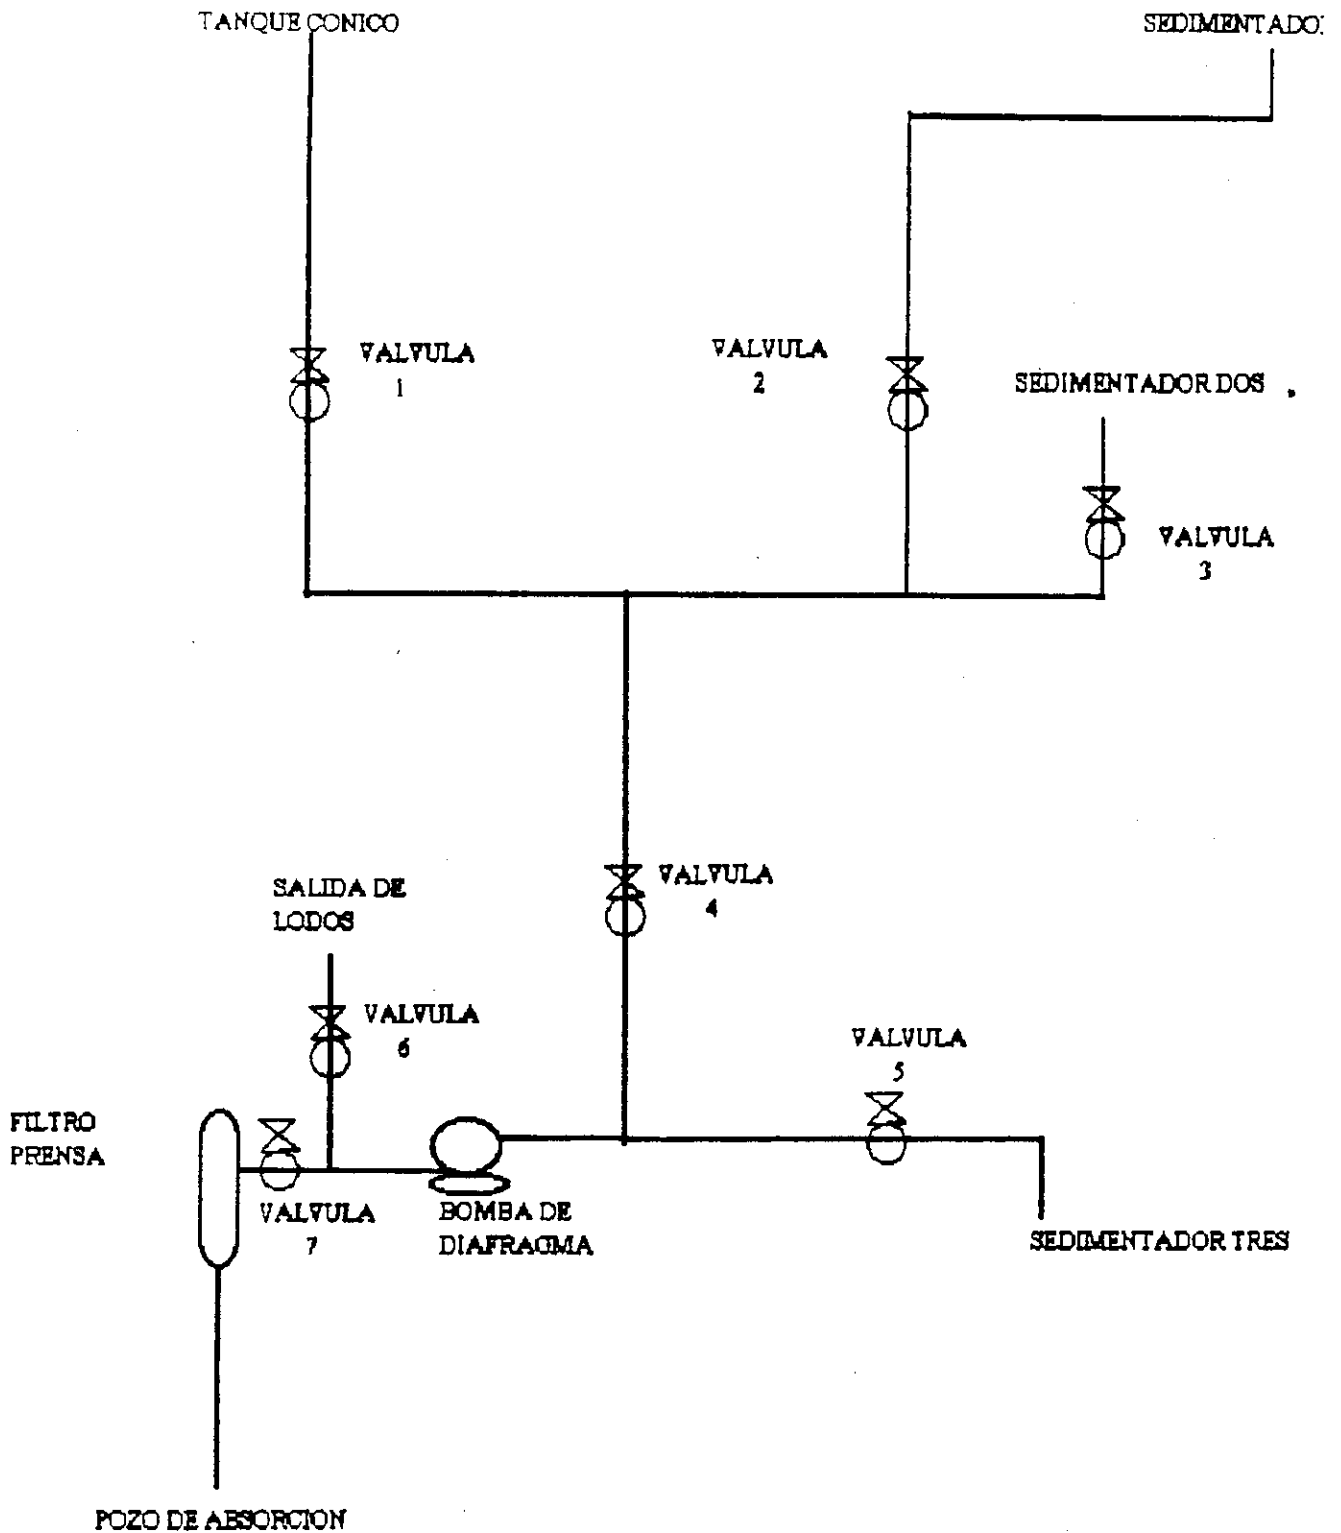 TANQUE CONICO
SEDIMENTADO
VALVULA
1
VALVULA
2
SEDIMENTADOR DOS
VALVULA
3
VALVULA
4
SALIDA DE
LODOS
VALVULA
6
VALVULA
5
FILTRO
PRENSA
VALVULA
7
BOMBA DE
DIAFRAGMA
SEDIMENTADOR TRES
POZO DE ABSORCION